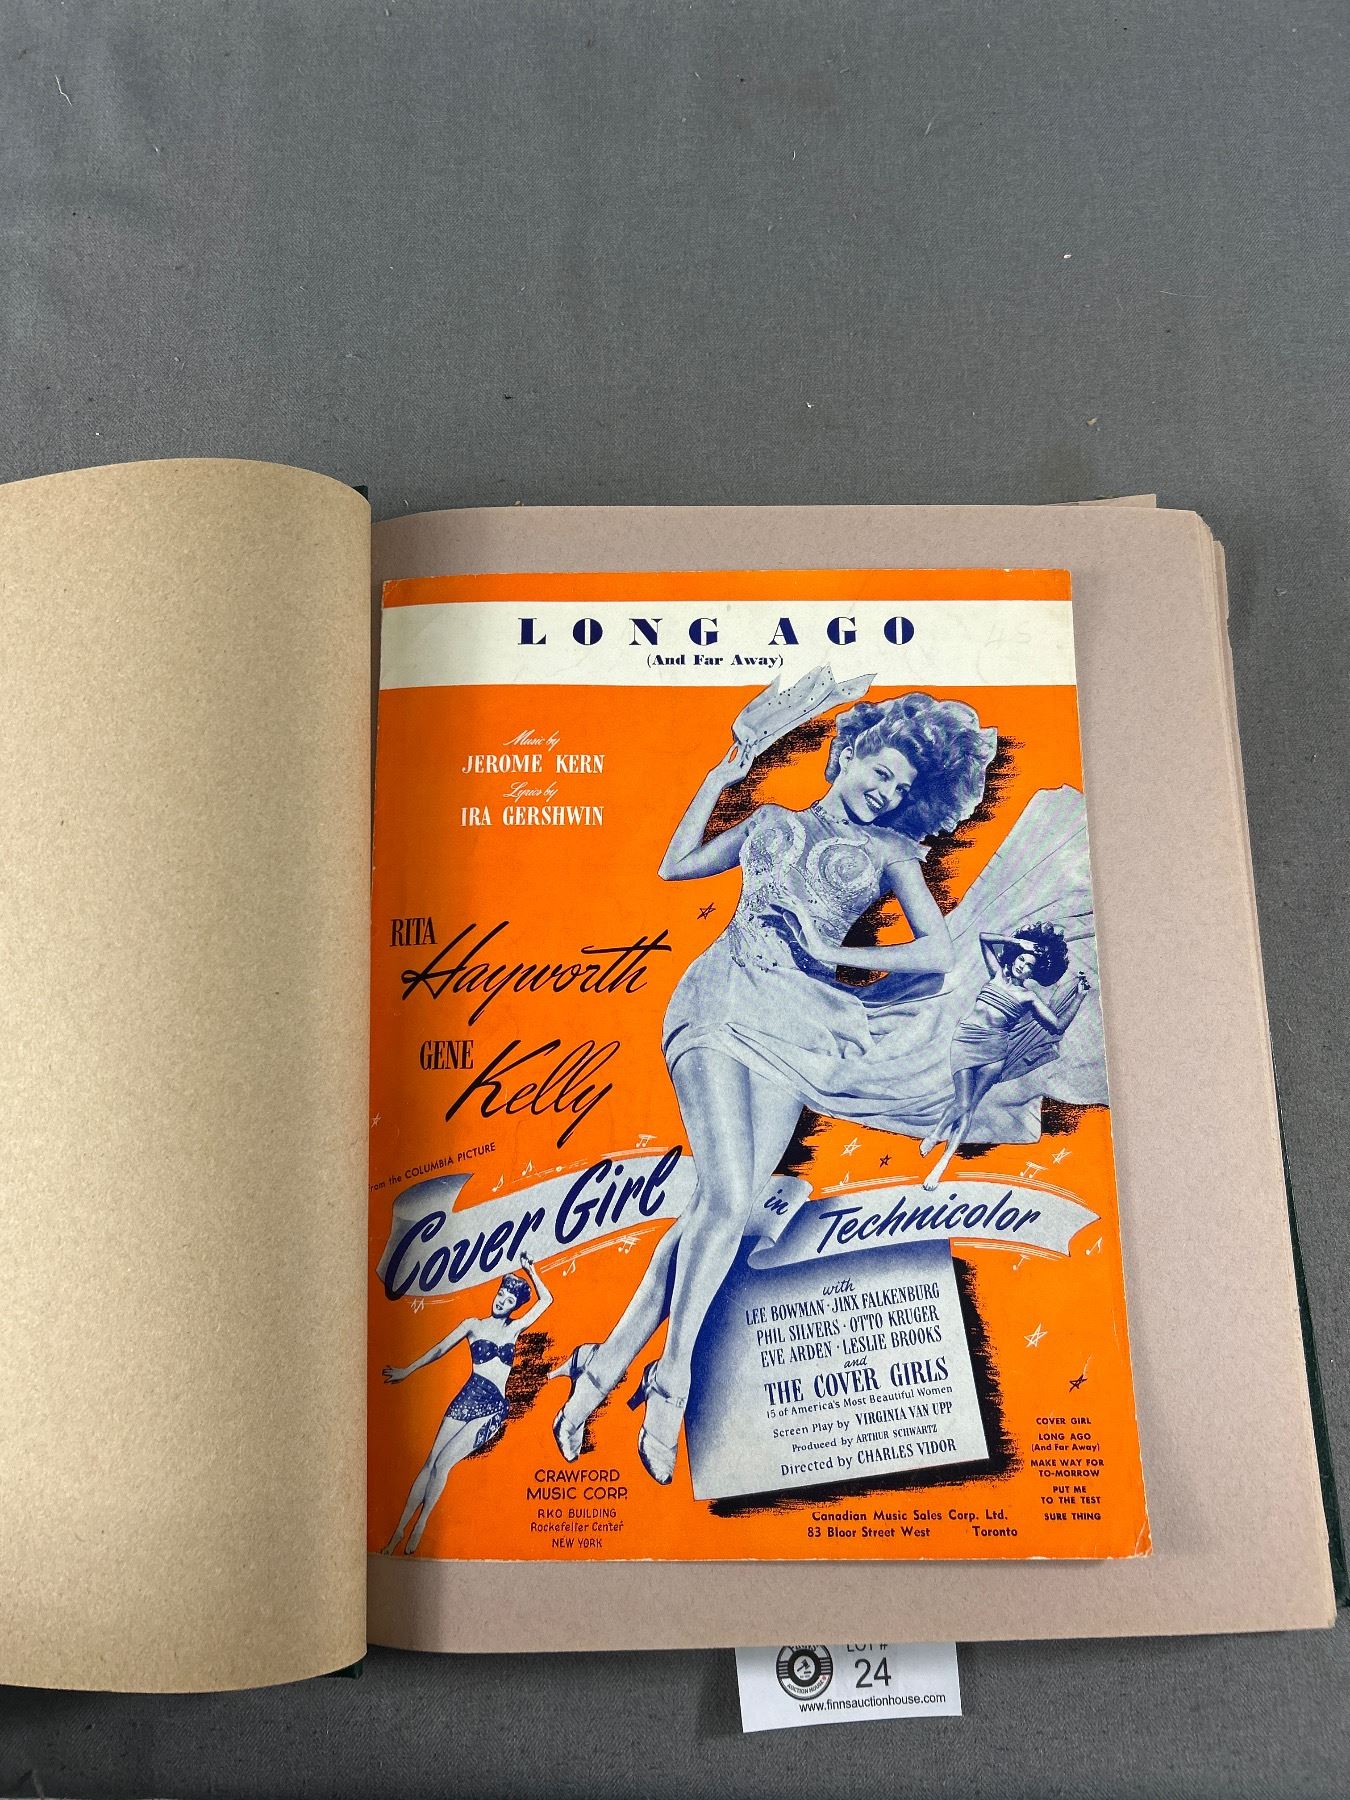 LONG AGO
(And Far Away)
Music by
JEROME KERN
Lyrics by
IRA GERSHWIN
RITA
Hayworth
GENE
Kelly
from the COLUMBIA PICTURE
Cover Girl
in
Technicolor
with
LEE BOWMAN · JINX FALKENBURG
PHIL SILVERS · OTTO KRUGER
EVE ARDEN · LESLIE BROOKS
and
THE COVER GIRLS
15 of America's Most Beautiful Women
Screen Play by VIRGINIA VAN UPP
Produced by ARTHUR SCHWARTZ
Directed by CHARLES VIDOR
CRAWFORD
MUSIC CORP.
RKO BUILDING
Rockefeller Center
NEW YORK
Canadian Music Sales Corp. Ltd.
83 Bloor Street West Toronto
COVER GIRL
LONG AGO
(And Far Away)
MAKE WAY FOR
TO-MORROW
PUT ME
TO THE TEST
SURE THING
LOT #
24
AUCTION HOUSE
www.finnsauctionhouse.com